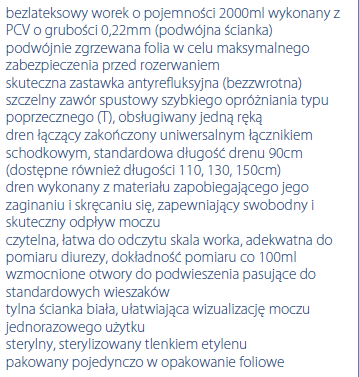 bezlateksowy worek o pojemności 2000ml wykonany z
PCV o grubości 0,22mm (podwójna ścianka)
podwójnie zgrzewana folia w celu maksymalnego
zabezpieczenia przed rozerwaniem
skuteczna zastawka antyrefluksyjna (bezzwrotna)
szczelny zawór spustowy szybkiego opróżniania typu
poprzecznego (T), obsługiwany jedną ręką
dren łączący zakończony uniwersalnym łącznikiem
schodkowym, standardowa długość drenu 90cm
(dostępne również długości 110, 130, 150cm)
dren wykonany z materiału zapobiegającego jego
zaginaniu i skręcaniu się, zapewniający swobodny i
skuteczny odpływ moczu
czytelna, łatwa do odczytu skala worka, adekwatna do
pomiaru diurezy, dokładność pomiaru co 100ml
wzmocnione otwory do podwieszenia pasujące do
standardowych wieszaków
tylna ścianka biała, ułatwiająca wizualizację moczu
jednorazowego użytku
sterylny, sterylizowany tlenkiem etylenu
pakowany pojedynczo w opakowanie foliowe